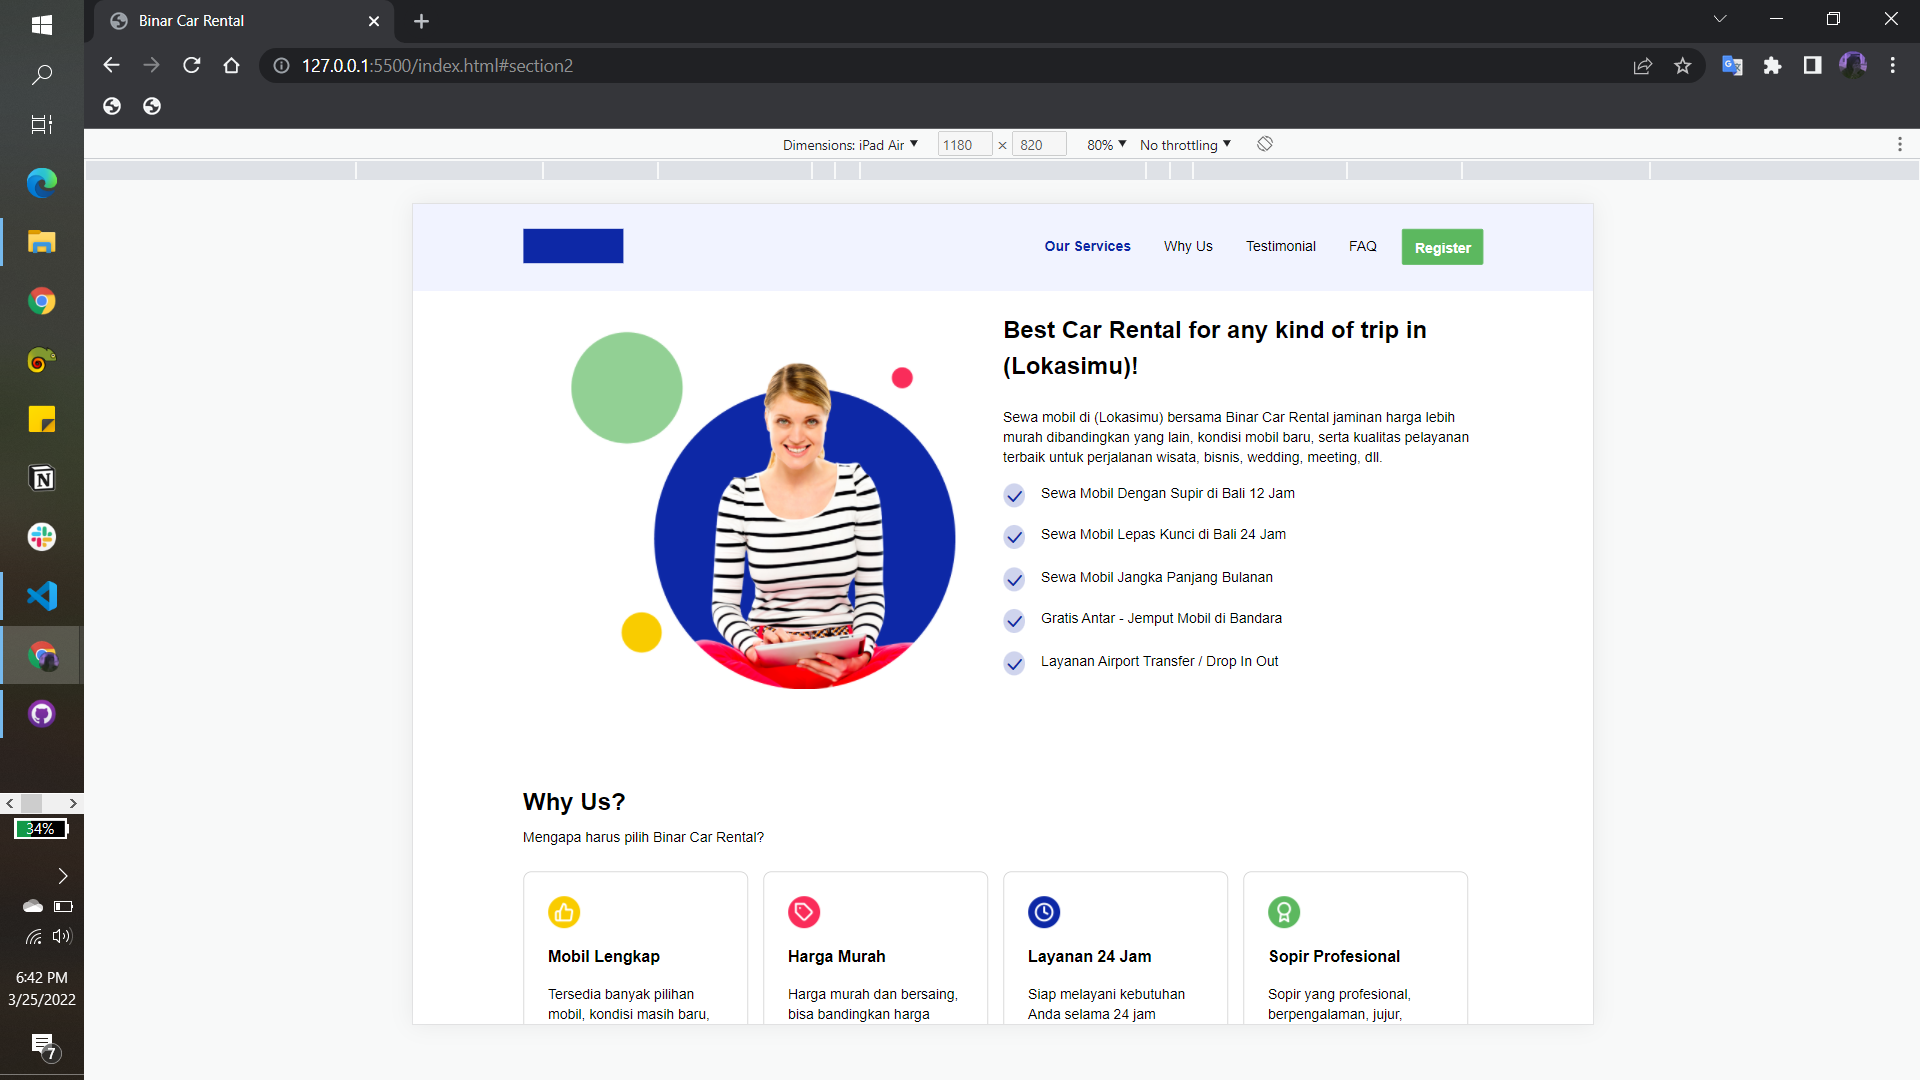 Binar Car Rental
127.0.0.1:5500/index.html#section2
Dimensions: iPad Air
1180 × 820
80%
No throttling
Our Services
Why Us
Testimonial
FAQ
Register
Best Car Rental for any kind of trip in
(Lokasimu)!
Sewa mobil di (Lokasimu) bersama Binar Car Rental jaminan harga lebih
murah dibandingkan yang lain, kondisi mobil baru, serta kualitas pelayanan
terbaik untuk perjalanan wisata, bisnis, wedding, meeting, dll.
Sewa Mobil Dengan Supir di Bali 12 Jam
Sewa Mobil Lepas Kunci di Bali 24 Jam
Sewa Mobil Jangka Panjang Bulanan
Gratis Antar - Jemput Mobil di Bandara
Layanan Airport Transfer / Drop In Out
Why Us?
Mengapa harus pilih Binar Car Rental?
Mobil Lengkap
Tersedia banyak pilihan
mobil, kondisi masih baru,
Harga Murah
Harga murah dan bersaing,
bisa bandingkan harga
Layanan 24 Jam
Siap melayani kebutuhan
Anda selama 24 jam
Sopir Profesional
Sopir yang profesional,
berpengalaman, jujur,
34%
6:42 PM
3/25/2022
7